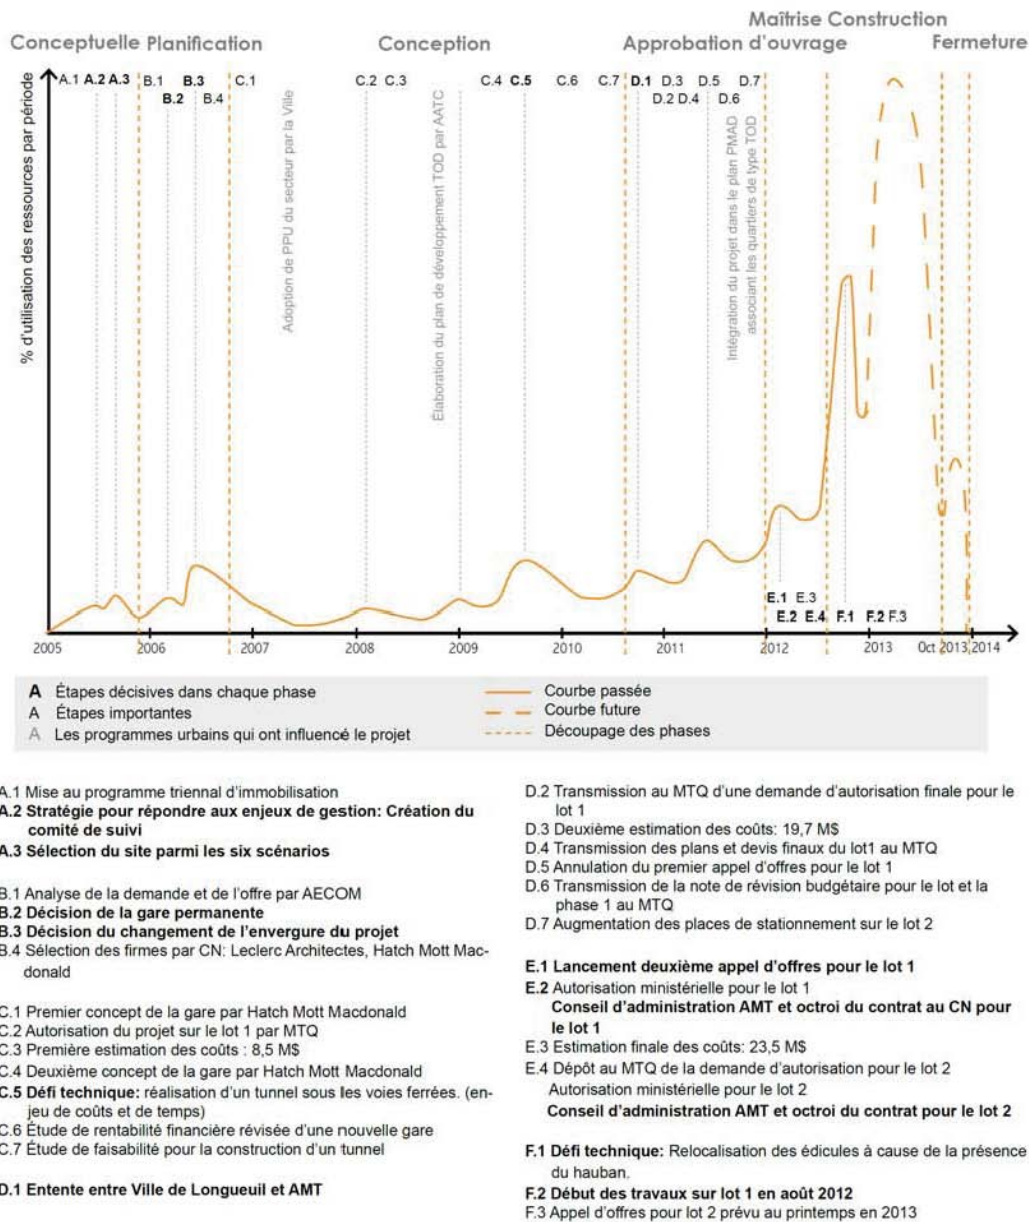 Maîtrise Construction
Conceptuelle Planification Conception Approbation d'ouvrage Fermeture
A.1 A.2 A.3 B.1 B.3 C.1 C.2 C.3 C.4 C.5 C.6 C.7 D.1 D.3 D.5 D.7
B.2 B.4 D.2 D.4 D.6
% d'utilisation des ressources par période
Adoption de PPU du secteur par la Ville
Élaboration du plan de développement TOD par AATC
Intégration du projet dans le plan PMAD
associant les quartiers de type TOD
E.1 E.3
E.2 E.4 F.1 F.2 F.3
2005 2006 2007 2008 2009 2010 2011 2012 2013 Oct 2013 2014
A Étapes décisives dans chaque phase
A Étapes importantes
A Les programmes urbains qui ont influencé le projet
Courbe passée
Courbe future
Découpage des phases
A.1 Mise au programme triennal d'immobilisation
A.2 Stratégie pour répondre aux enjeux de gestion: Création du
comité de suivi
A.3 Sélection du site parmi les six scénarios
B.1 Analyse de la demande et de l'offre par AECOM
B.2 Décision de la gare permanente
B.3 Décision du changement de l'envergure du projet
B.4 Sélection des firmes par CN: Leclerc Architectes, Hatch Mott Mac-
donald
C.1 Premier concept de la gare par Hatch Mott Macdonald
C.2 Autorisation du projet sur le lot 1 par MTQ
C.3 Première estimation des coûts : 8,5 M$
C.4 Deuxième concept de la gare par Hatch Mott Macdonald
C.5 Défi technique: réalisation d'un tunnel sous les voies ferrées. (en-
jeu de coûts et de temps)
C.6 Étude de rentabilité financière révisée d'une nouvelle gare
C.7 Étude de faisabilité pour la construction d'un tunnel
D.1 Entente entre Ville de Longueuil et AMT
D.2 Transmission au MTQ d'une demande d'autorisation finale pour le
lot 1
D.3 Deuxième estimation des coûts: 19,7 M$
D.4 Transmission des plans et devis finaux du lot1 au MTQ
D.5 Annulation du premier appel d'offres pour le lot 1
D.6 Transmission de la note de révision budgétaire pour le lot et la
phase 1 au MTQ
D.7 Augmentation des places de stationnement sur le lot 2
E.1 Lancement deuxième appel d'offres pour le lot 1
E.2 Autorisation ministérielle pour le lot 1
Conseil d'administration AMT et octroi du contrat au CN pour
le lot 1
E.3 Estimation finale des coûts: 23,5 M$
E.4 Dépôt au MTQ de la demande d'autorisation pour le lot 2
Autorisation ministérielle pour le lot 2
Conseil d'administration AMT et octroi du contrat pour le lot 2
F.1 Défi technique: Relocalisation des édicules à cause de la présence
du hauban.
F.2 Début des travaux sur lot 1 en août 2012
F.3 Appel d'offres pour lot 2 prévu au printemps en 2013